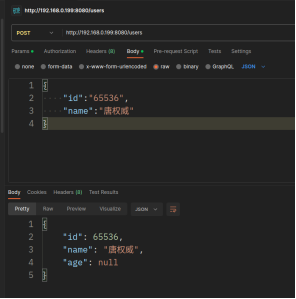 http://192.168.0.199:8080/users
POST http://192.168.0.199:8080/users
Params Authorization Headers (8) Body Pre-request Script Tests Settings
none form-data x-www-form-urlencoded raw binary GraphQL JSON
1 {
2 "id":"65536",
3 "name":"唐权威"
4 }
Body Cookies Headers (8) Test Results
Pretty Raw Preview Visualize JSON
1 {
2 "id": 65536,
3 "name": "唐权威",
4 "age": null
5 }